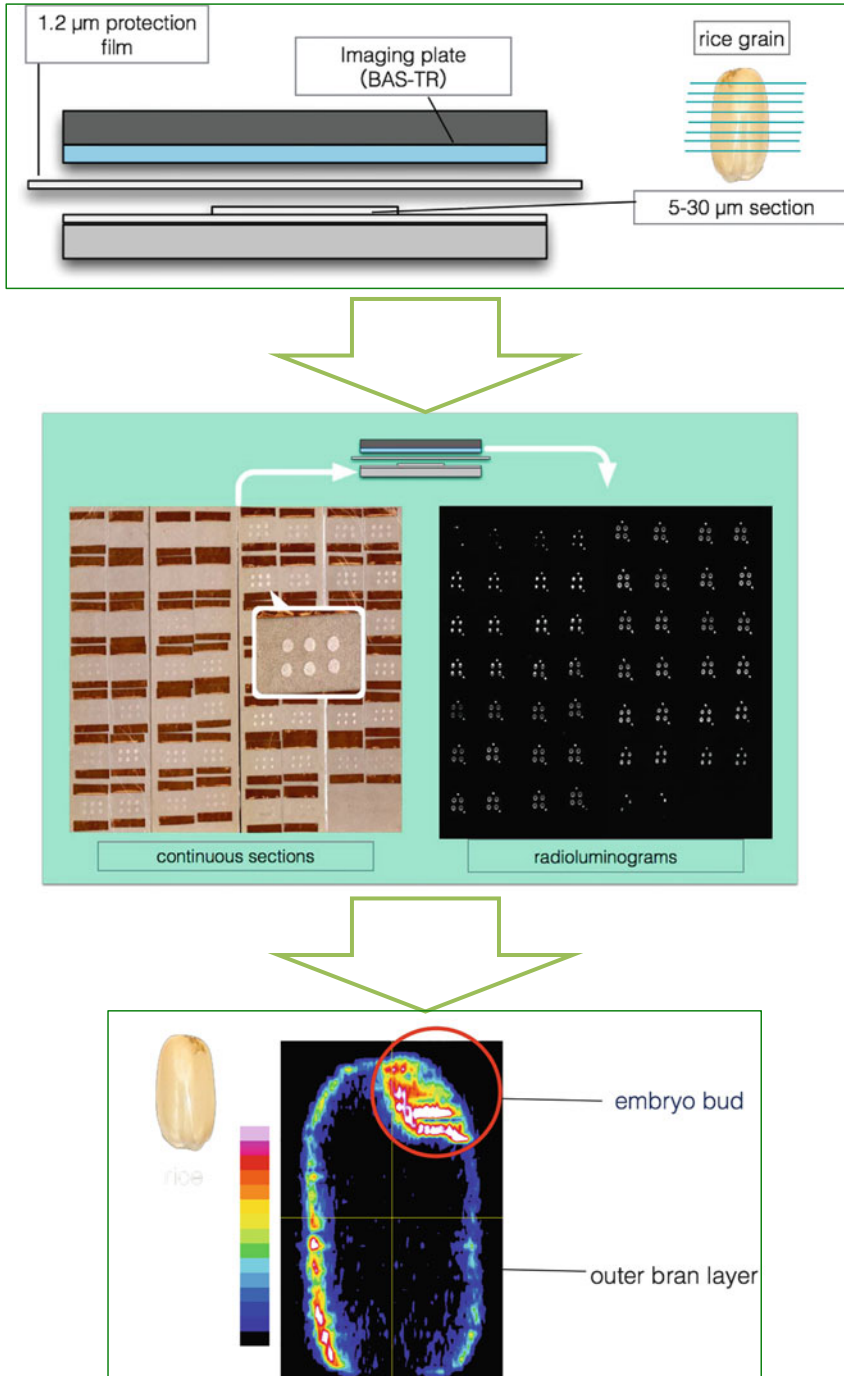 1.2 µm protection
film
Imaging plate
(BAS-TR)
rice grain
5-30 µm section
continuous sections
radioluminograms
embryo bud
rice
outer bran layer